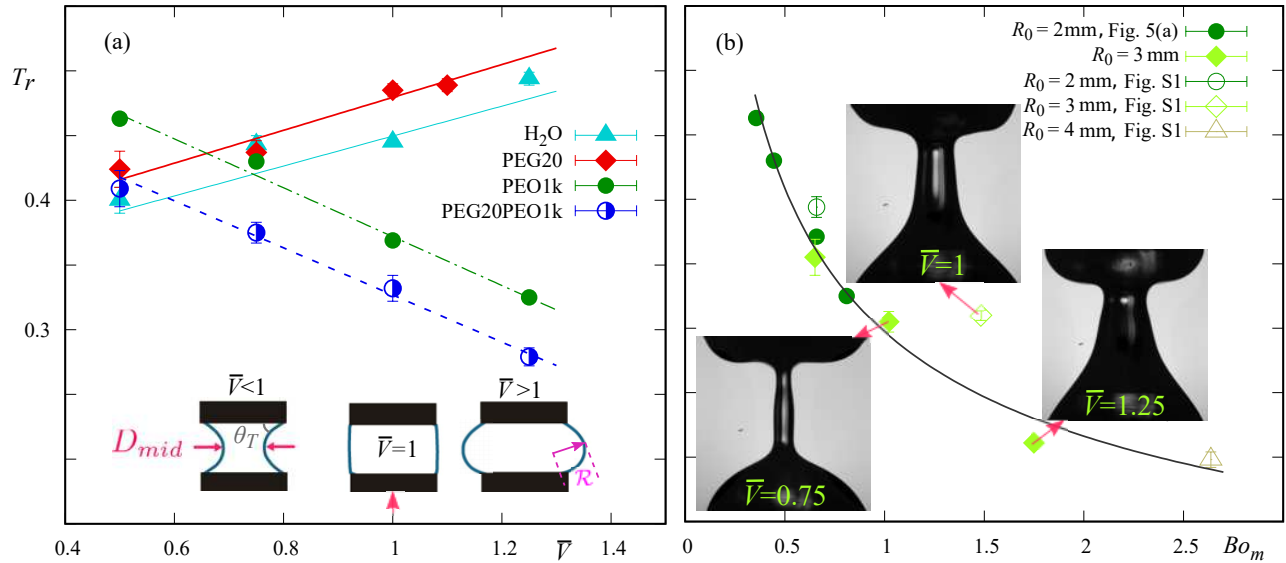 (a)
T_r
0.4
0.3
H₂O
PEG20
PEO1k
PEG20PEO1k
V̅<1
V̅=1
V̅>1
D_mid
θ_T
ℛ
0.4 0.6 0.8 1 1.2 1.4
V̅
(b)
R₀ = 2mm, Fig. 5(a)
R₀ = 3 mm
R₀ = 2 mm, Fig. S1
R₀ = 3 mm, Fig. S1
R₀ = 4 mm, Fig. S1
V̅=1
V̅=1.25
V̅=0.75
0 0.5 1 1.5 2 2.5
Bo_m